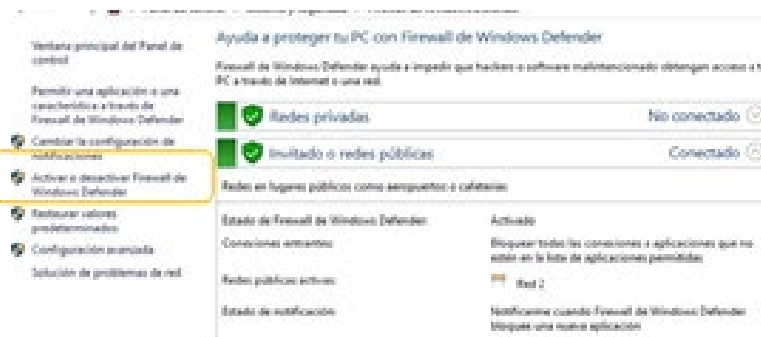 Ventana principal del Panel de
control
Permitir una aplicación o una
característica a través de
Firewall de Windows Defender
Cambiar la configuración de
notificaciones
Activar o desactivar Firewall de
Windows Defender
Restaurar valores
predeterminados
Configuración avanzada
Solución de problemas de red
Ayuda a proteger tu PC con Firewall de Windows Defender
Firewall de Windows Defender ayuda a impedir que hackers o software malintencionado obtengan acceso a
PC a través de Internet o una red.
Redes privadas
No conectado
Invitado o redes públicas
Conectado
Redes en lugares públicos como aeropuertos o cafeterías
Estado de Firewall de Windows Defender:
Activado
Conexiones entrantes:
Bloquear todas las conexiones a aplicaciones que no
estén en la lista de aplicaciones permitidas
Redes públicas activas:
Red 2
Estado de notificación:
Notificarme cuando Firewall de Windows Defender
bloquee una nueva aplicación